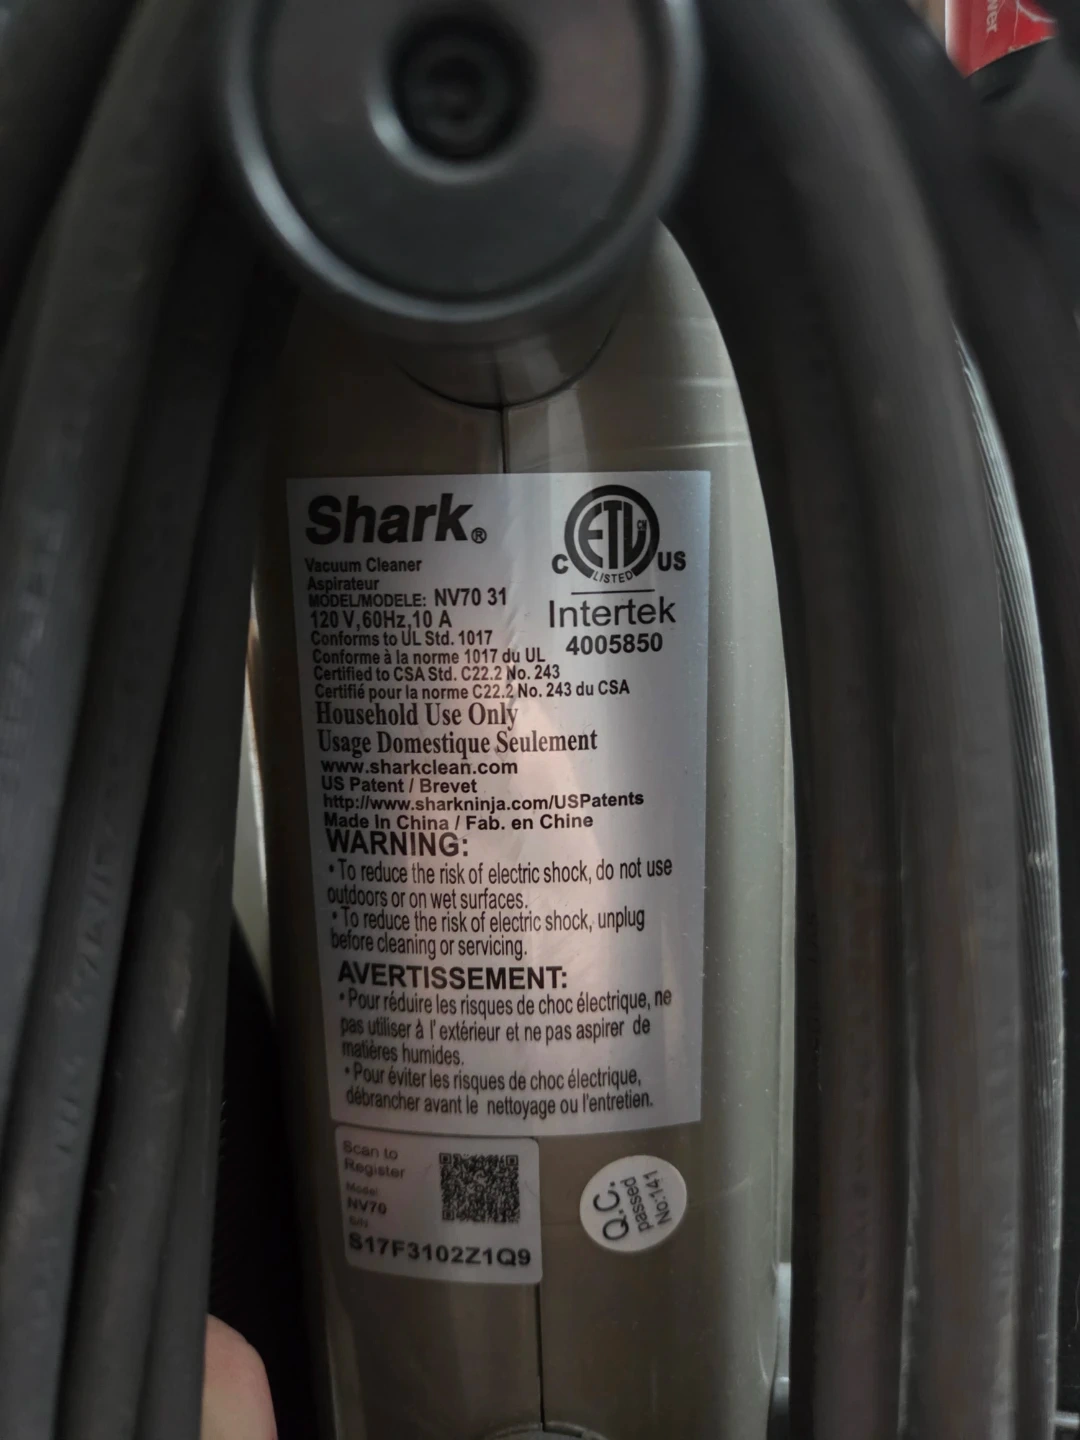 Shark®
Vacuum Cleaner
Aspirateur
MODEL/MODELE: NV70 31
120 V,60Hz,10 A
Conforms to UL Std. 1017
Conforme à la norme 1017 du UL
Certified to CSA Std. C22.2 No. 243
Certifié pour la norme C22.2 No. 243 du CSA
ETL CM
LISTED
C US
Intertek
4005850
Household Use Only
Usage Domestique Seulement
www.sharkclean.com
US Patent / Brevet
http://www.sharkninja.com/USPatents
Made In China / Fab. en Chine
WARNING:
• To reduce the risk of electric shock, do not use
outdoors or on wet surfaces.
• To reduce the risk of electric shock, unplug
before cleaning or servicing.
AVERTISSEMENT:
• Pour réduire les risques de choc électrique, ne
pas utiliser à l' extérieur et ne pas aspirer de
matières humides.
• Pour éviter les risques de choc électrique,
débrancher avant le nettoyage ou l'entretien.
Scan to
Register
Model
NV70
S17F3102Z1Q9
Q.C.
passed
No:141